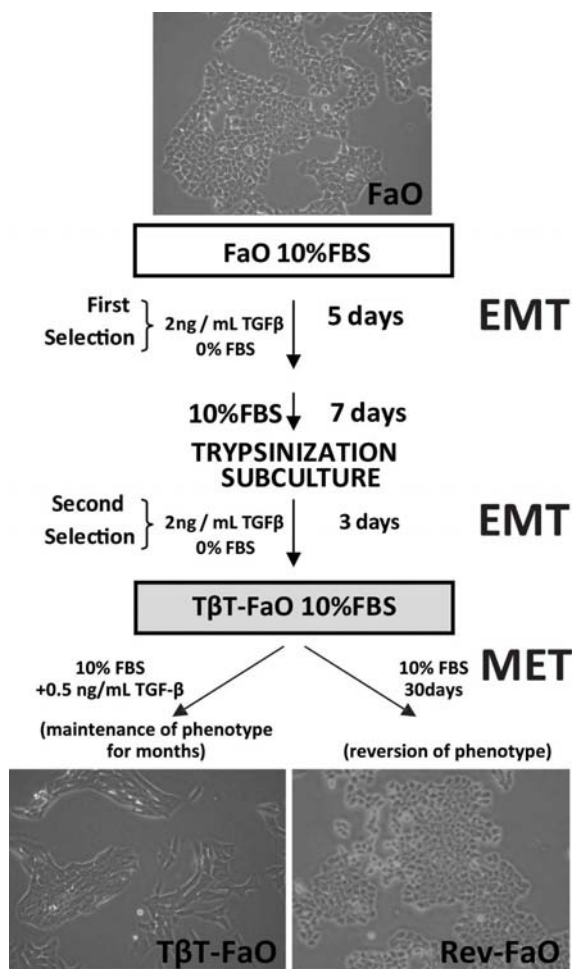 FaO
FaO 10%FBS
First
Selection
2ng / mL TGFβ
0% FBS
5 days
EMT
10%FBS
7 days
TRYPSINIZATION
SUBCULTURE
Second
Selection
2ng / mL TGFβ
0% FBS
3 days
EMT
TβT-FaO 10%FBS
10% FBS
+0.5 ng/mL TGF-β
10% FBS
30days
MET
(maintenance of phenotype
for months)
(reversion of phenotype)
TβT-FaO
Rev-FaO